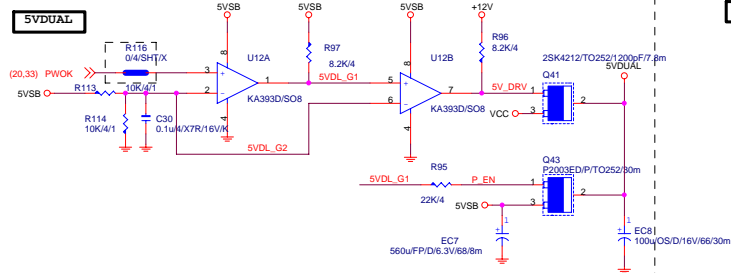 5VDUAL
5VSB
5VSB
5VSB
+12V
R116
0/4/SHT/X
U12A
R97
8.2K/4
U12B
R96
8.2K/4
2SK4212/TO252/1200pF/7.8m
5VDUAL
(20,33) PWOK
3
8
1
5VDL_G1
5
8
7
5V_DRV
Q41
1
2
3
5VSB
R113
10K/4/1
2
4
KA393D/SO8
6
4
KA393D/SO8
VCC
R114
10K/4/1
C30
0.1u/4/X7R/16V/K
5VDL_G2
Q43
P2003ED/P/TO252/30m
5VDL_G1
R95
22K/4
P_EN
1
2
3
5VSB
1
EC7
560u/FP/D/6.3V/68/8m
1
EC8
100u/OS/D/16V/66/30m
+
-
+
-
+
+